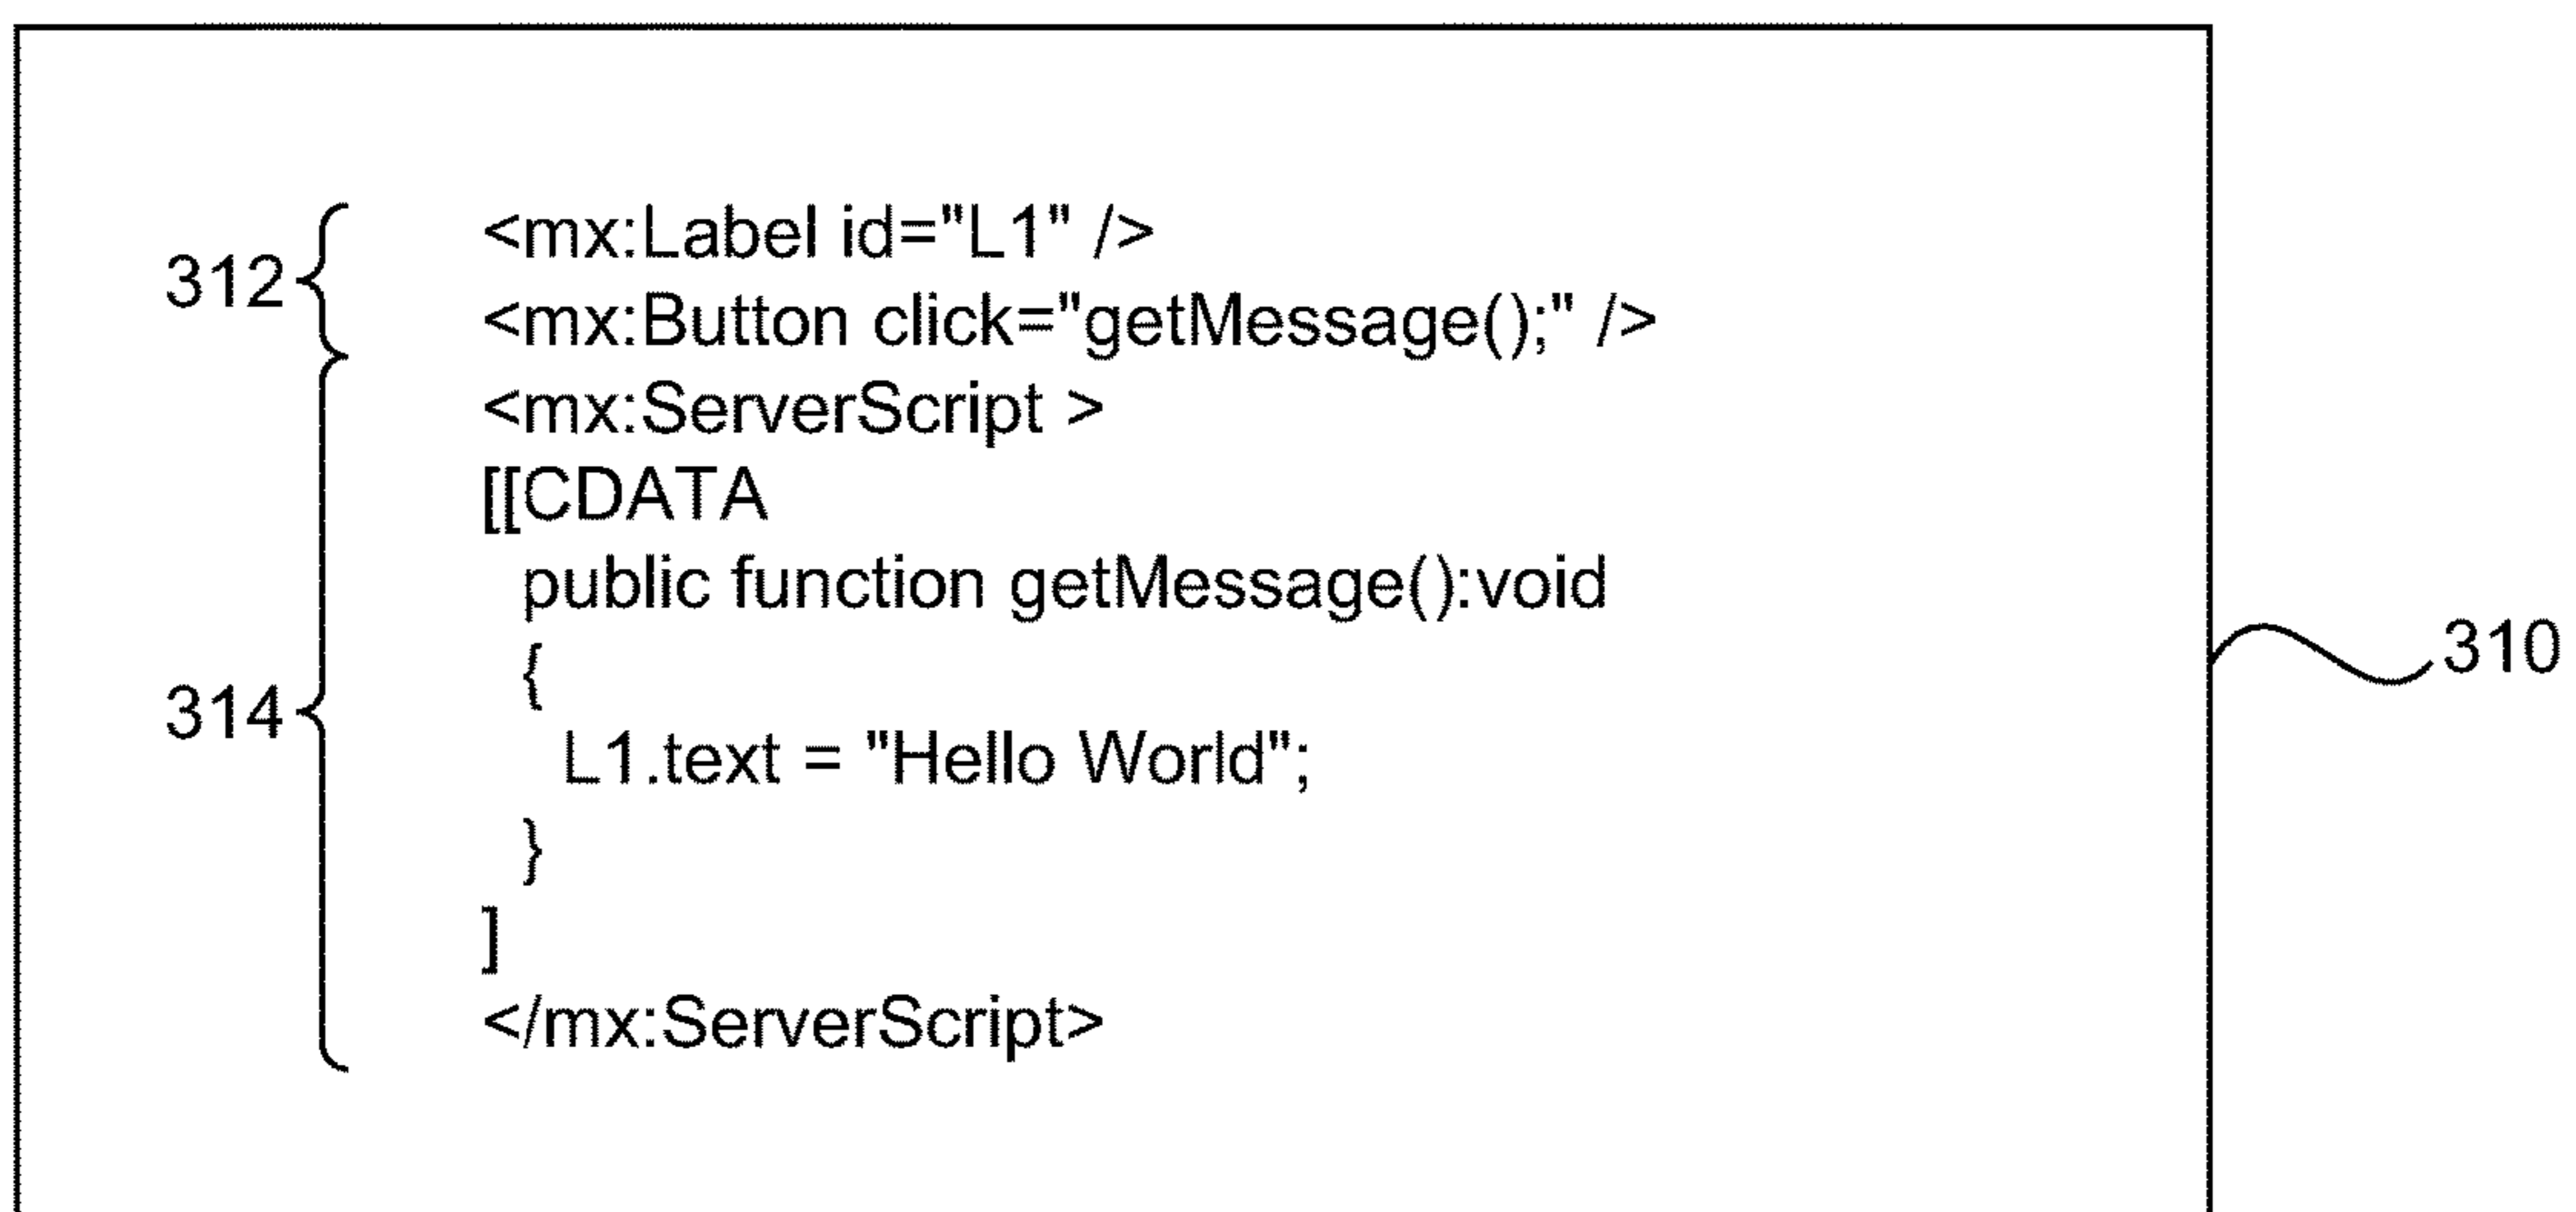 <mx:Label id="L1" />
312
<mx:Button click="getMessage();" />
<mx:ServerScript >
[[CDATA
public function getMessage():void
{
310
314
L1.text = "Hello World";
}
]
</mx:ServerScript>